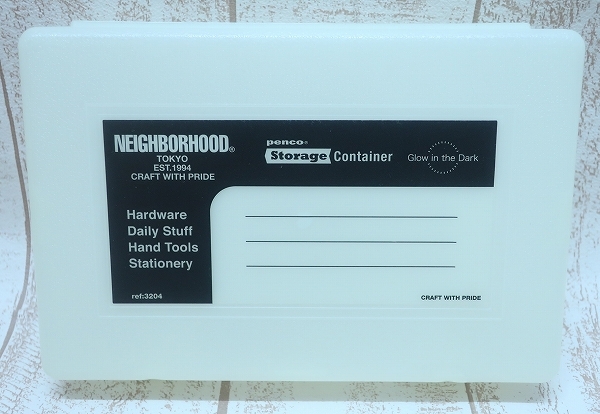 NEIGHBORHOOD®
TOKYO
EST.1994
CRAFT WITH PRIDE
penco®
Storage Container
Glow in the Dark
Hardware
Daily Stuff
Hand Tools
Stationery
ref:3204
CRAFT WITH PRIDE